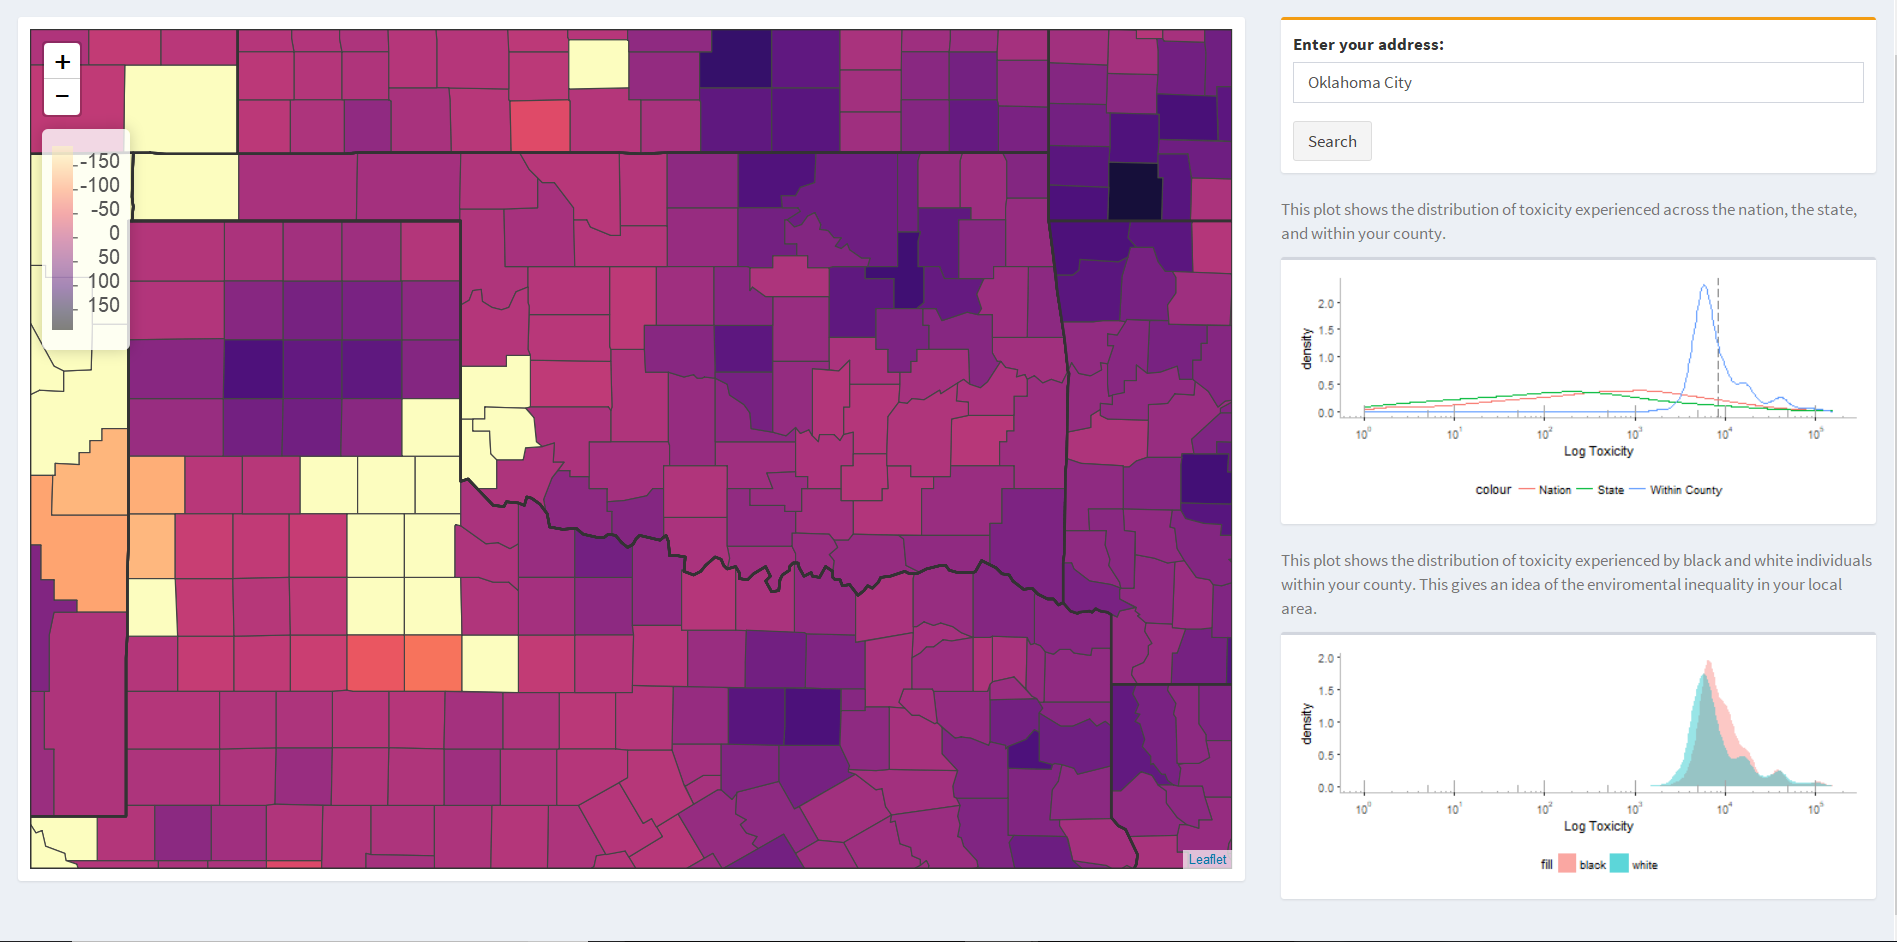 +
−
-150
-100
-50
0
50
100
150
Leaflet
Enter your address:
Oklahoma City
Search
This plot shows the distribution of toxicity experienced across the nation, the state,
and within your county.
density
2.0
1.5
1.0
0.5
0.0
10^0 10^1 10^2 10^3 10^4 10^5
Log Toxicity
colour Nation State Within County
This plot shows the distribution of toxicity experienced by black and white individuals
within your county. This gives an idea of the enviromental inequality in your local
area.
density
2.0
1.5
1.0
0.5
0.0
10^0 10^1 10^2 10^3 10^4 10^5
Log Toxicity
fill black white